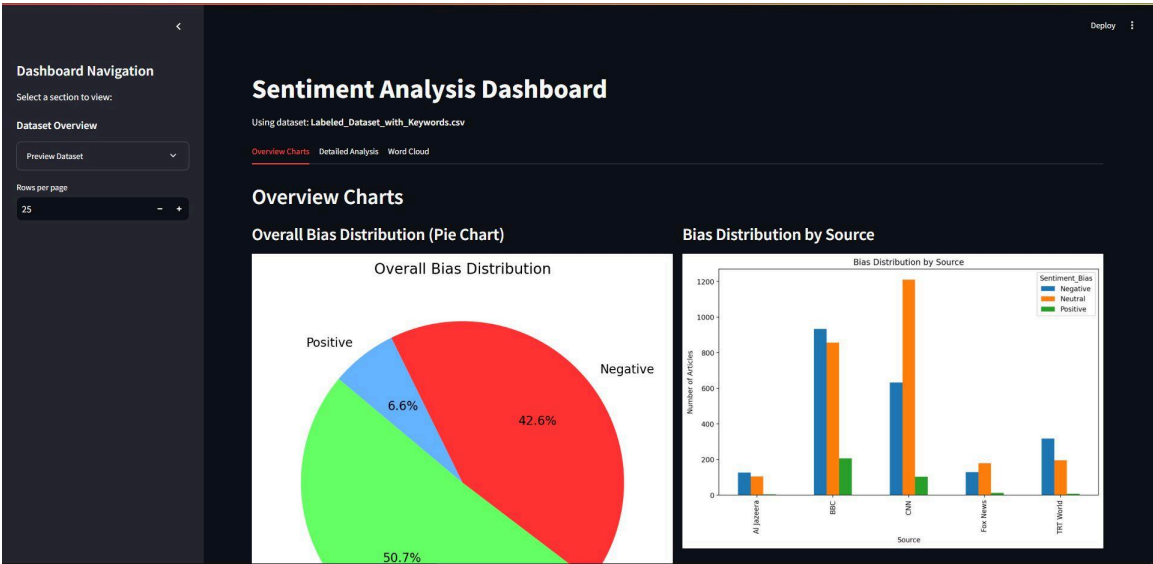 Deploy
Dashboard Navigation
Select a section to view:
Dataset Overview
Preview Dataset
Rows per page
25
Sentiment Analysis Dashboard
Using dataset: Labeled_Dataset_with_Keywords.csv
Overview Charts Detailed Analysis Word Cloud
Overview Charts
Overall Bias Distribution (Pie Chart)
Overall Bias Distribution
Positive
Negative
6.6%
42.6%
50.7%
Bias Distribution by Source
Bias Distribution by Source
Sentiment_Bias
Negative
Neutral
Positive
1200
1000
800
600
400
200
0
Number of Articles
Al Jazeera
BBC
CNN
Fox News
TRT World
Source